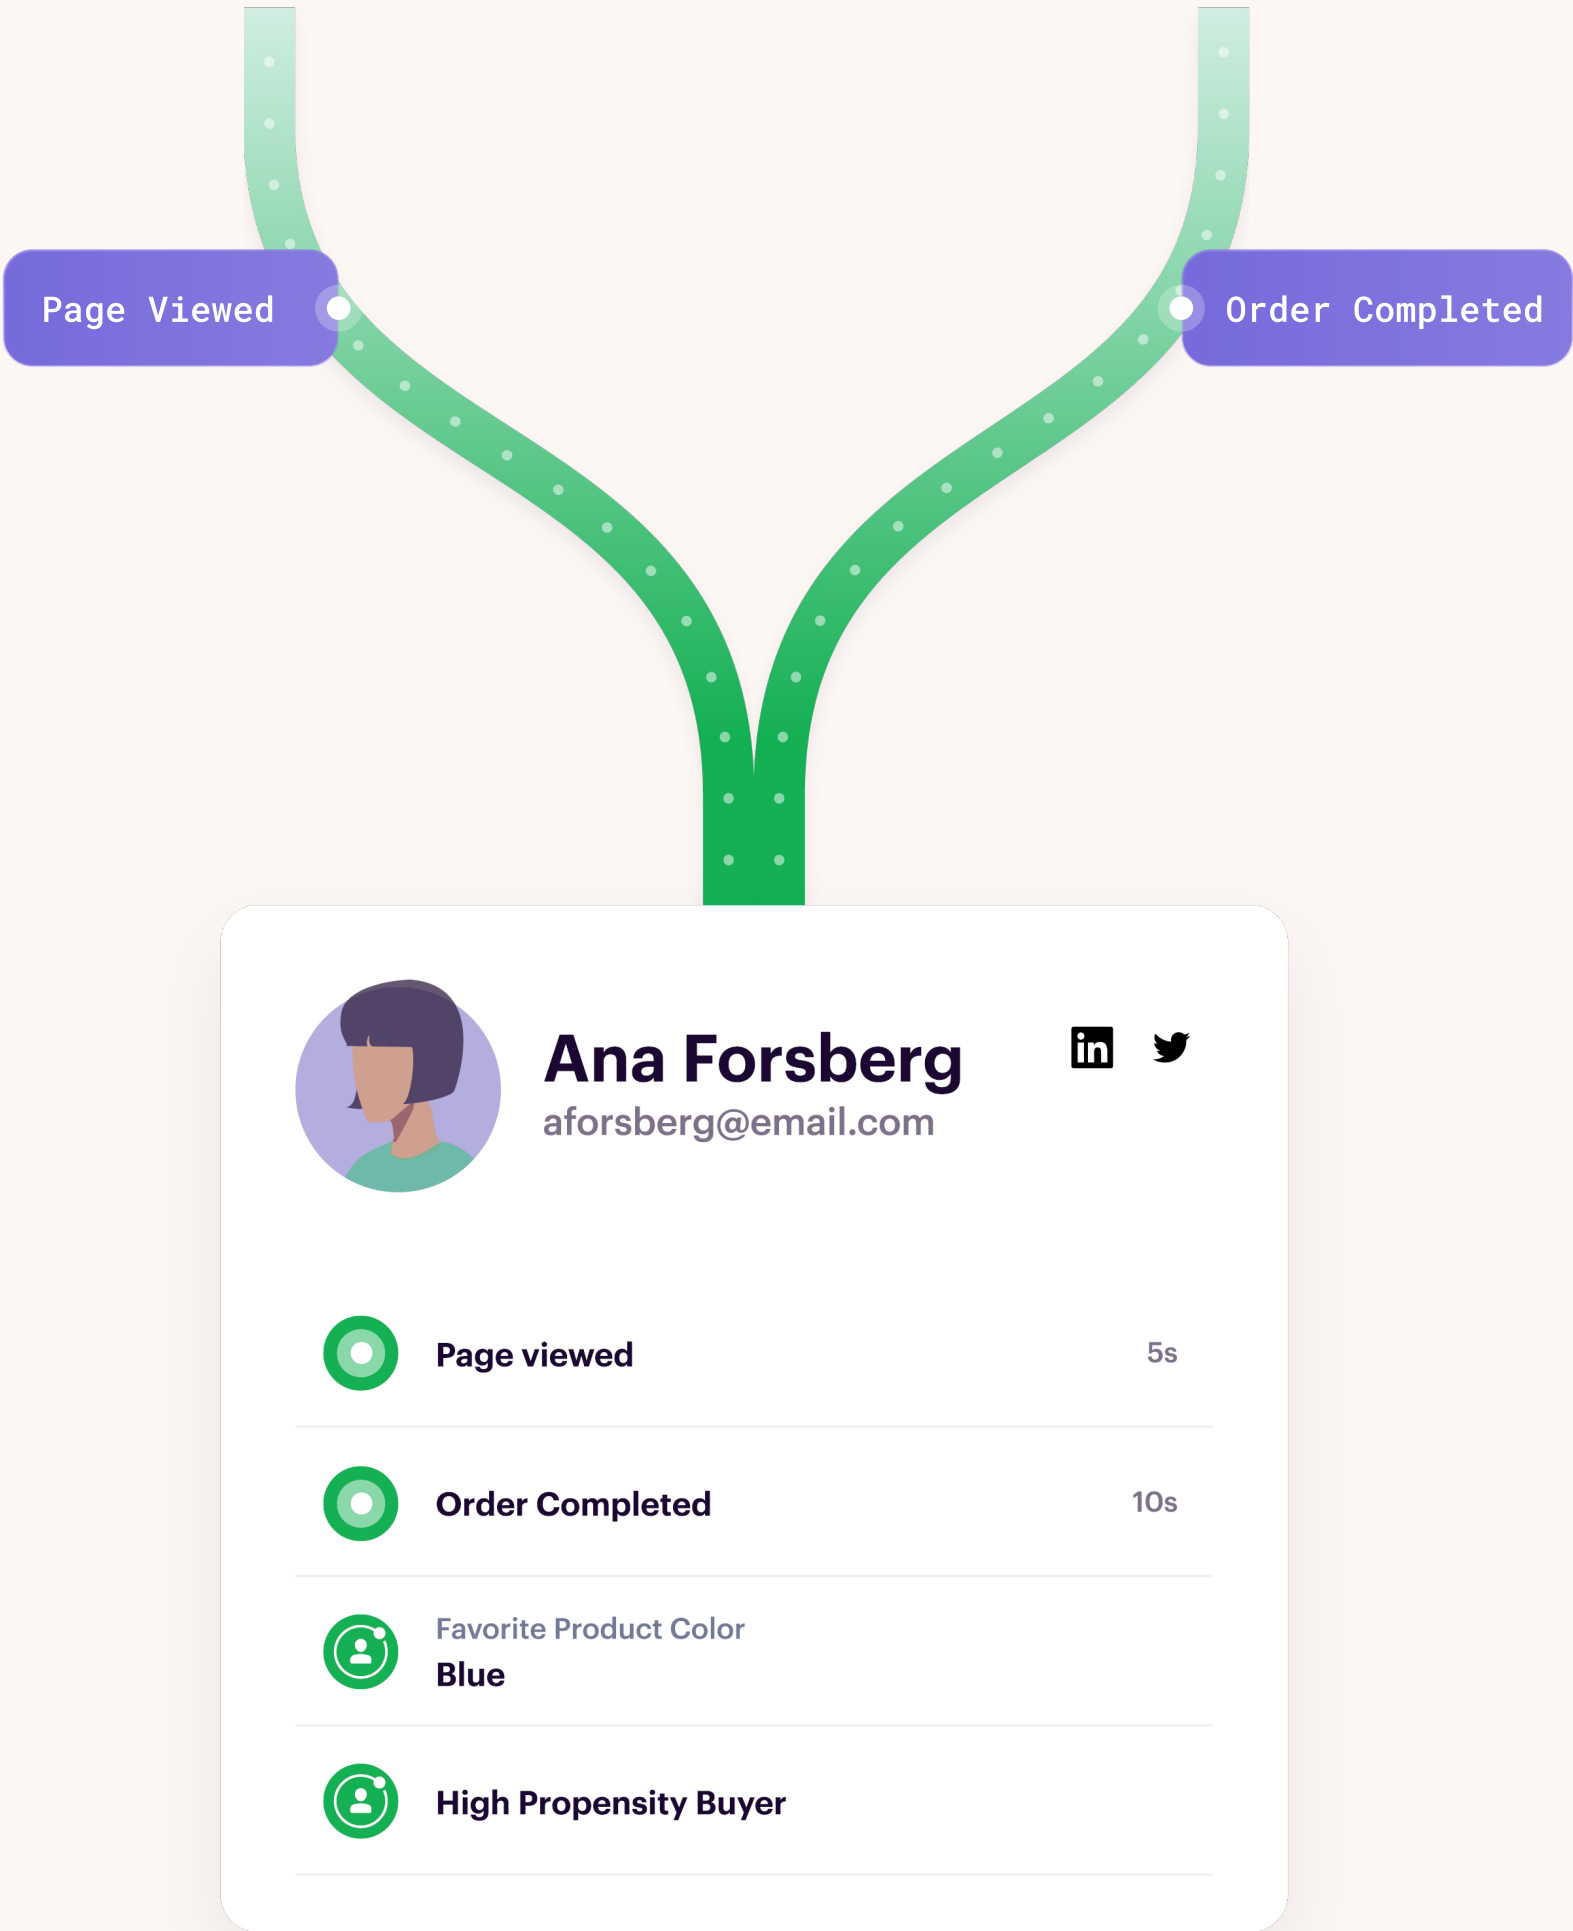 Page Viewed
Order Completed
in
Ana Forsberg
aforsberg@email.com
Page viewed
5s
Order Completed
10s
Favorite Product Color
Blue
High Propensity Buyer